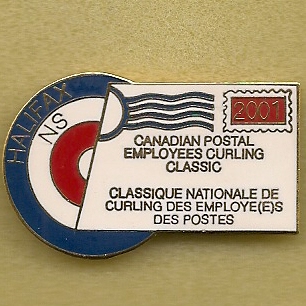 HALIFAX
NS
2001
CANADIAN POSTAL
EMPLOYEES CURLING
CLASSIC
CLASSIQUE NATIONALE DE
CURLING DES EMPLOYE(E)S
DES POSTES